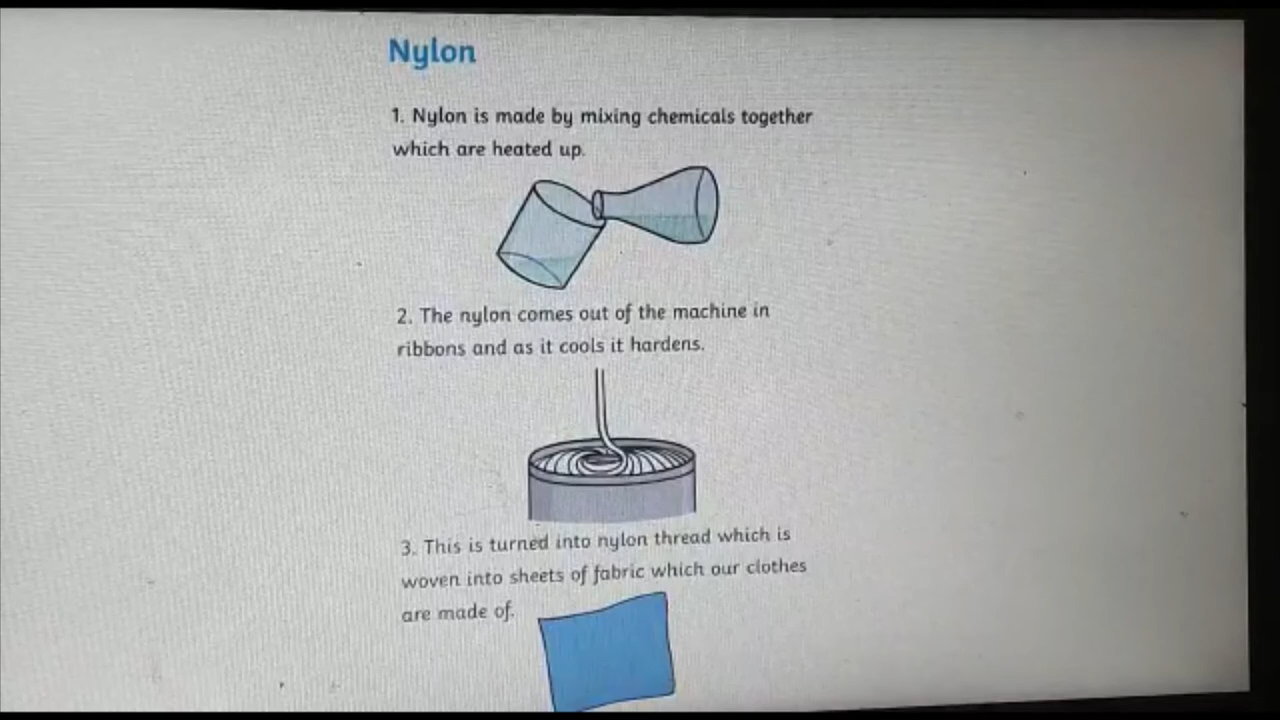 Nylon
1. Nylon is made by mixing chemicals together
which are heated up.
2. The nylon comes out of the machine in
ribbons and as it cools it hardens.
3. This is turned into nylon thread which is
woven into sheets of fabric which our clothes
are made of.